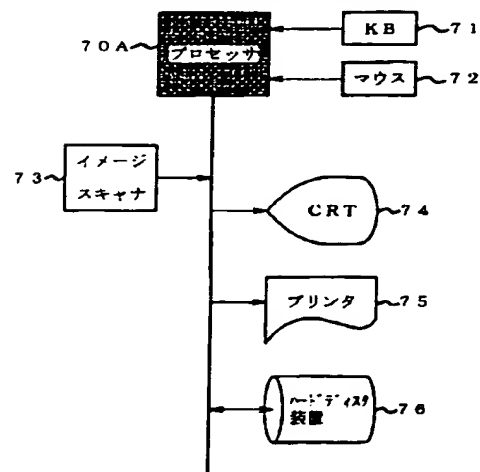 70A
プロセッサ
KB
71
マウス
72
73
イメージ
スキャナ
CRT
74
プリンタ
75
ハードディスク
装置
76